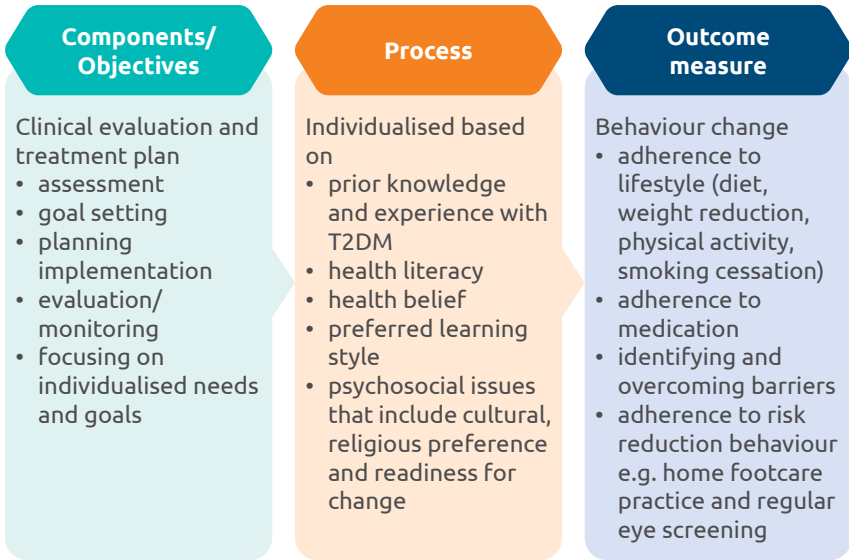 Components/
Objectives
Clinical evaluation and
treatment plan
• assessment
• goal setting
• planning
implementation
• evaluation/
monitoring
• focusing on
individualised needs
and goals
Process
Individualised based
on
• prior knowledge
and experience with
T2DM
• health literacy
• health belief
• preferred learning
style
• psychosocial issues
that include cultural,
religious preference
and readiness for
change
Outcome
measure
Behaviour change
• adherence to
lifestyle (diet,
weight reduction,
physical activity,
smoking cessation)
• adherence to
medication
• identifying and
overcoming barriers
• adherence to risk
reduction behaviour
e.g. home footcare
practice and regular
eye screening